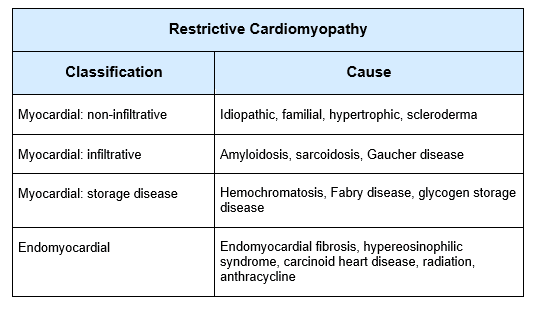 Restrictive Cardiomyopathy
Classification
Cause
Myocardial: non-infiltrative
Idiopathic, familial, hypertrophic, scleroderma
Myocardial: infiltrative
Amyloidosis, sarcoidosis, Gaucher disease
Myocardial: storage disease
Hemochromatosis, Fabry disease, glycogen storage
disease
Endomyocardial
Endomyocardial fibrosis, hypereosinophilic
syndrome, carcinoid heart disease, radiation,
anthracycline